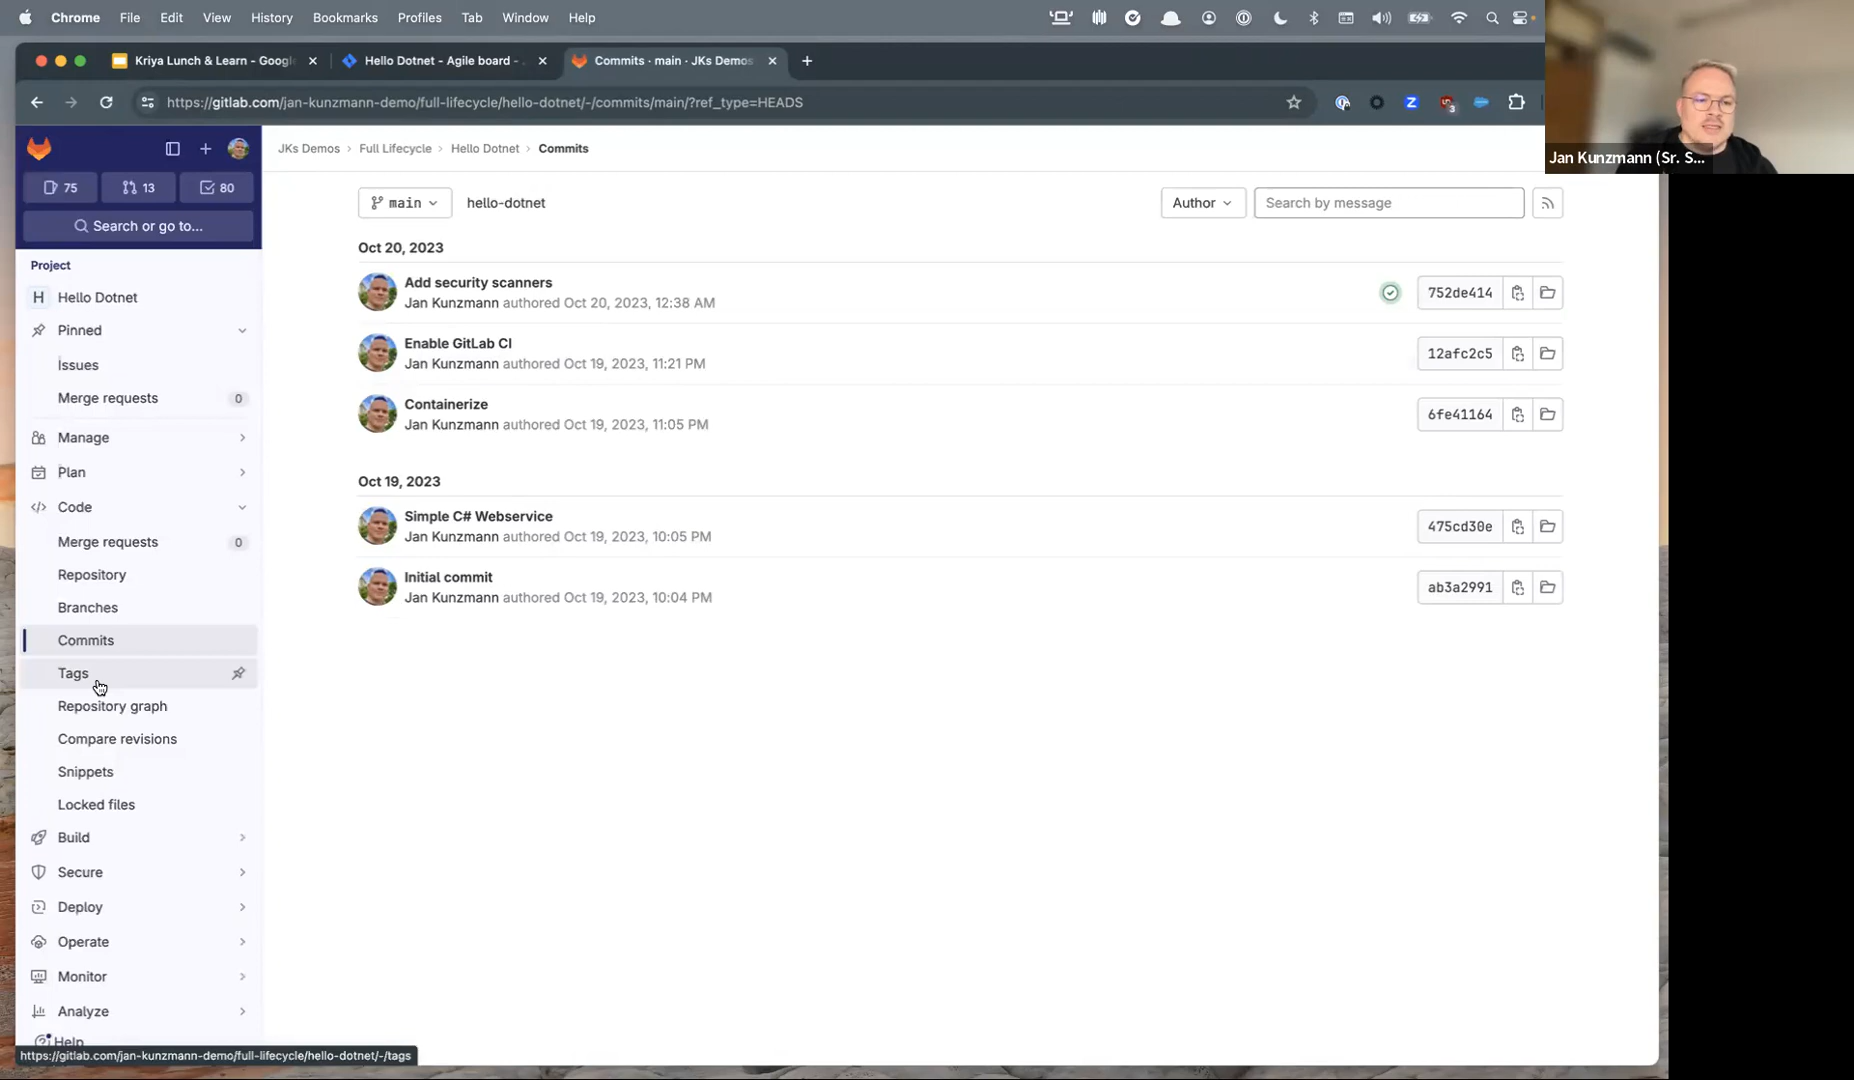 Chrome File Edit View History Bookmarks Profiles Tab Window Help
Kriya Lunch & Learn - Google
Hello Dotnet - Agile board -
Commits · main · JKs Demos
https://gitlab.com/jan-kunzmann-demo/full-lifecycle/hello-dotnet/-/commits/main/?ref_type=HEADS
Z
3
Jan Kunzmann (Sr. S...
75
13
80
Search or go to...
Project
H Hello Dotnet
Pinned
Issues
Merge requests 0
Manage
Plan
Code
Merge requests 0
Repository
Branches
Commits
Tags
Repository graph
Compare revisions
Snippets
Locked files
Build
Secure
Deploy
Operate
Monitor
Analyze
Help
https://gitlab.com/jan-kunzmann-demo/full-lifecycle/hello-dotnet/-/tags
JKs Demos › Full Lifecycle › Hello Dotnet › Commits
main
hello-dotnet
Author
Search by message
Oct 20, 2023
Add security scanners
Jan Kunzmann authored Oct 20, 2023, 12:38 AM
752de414
Enable GitLab CI
Jan Kunzmann authored Oct 19, 2023, 11:21 PM
12afc2c5
Containerize
Jan Kunzmann authored Oct 19, 2023, 11:05 PM
6fe41164
Oct 19, 2023
Simple C# Webservice
Jan Kunzmann authored Oct 19, 2023, 10:05 PM
475cd30e
Initial commit
Jan Kunzmann authored Oct 19, 2023, 10:04 PM
ab3a2991